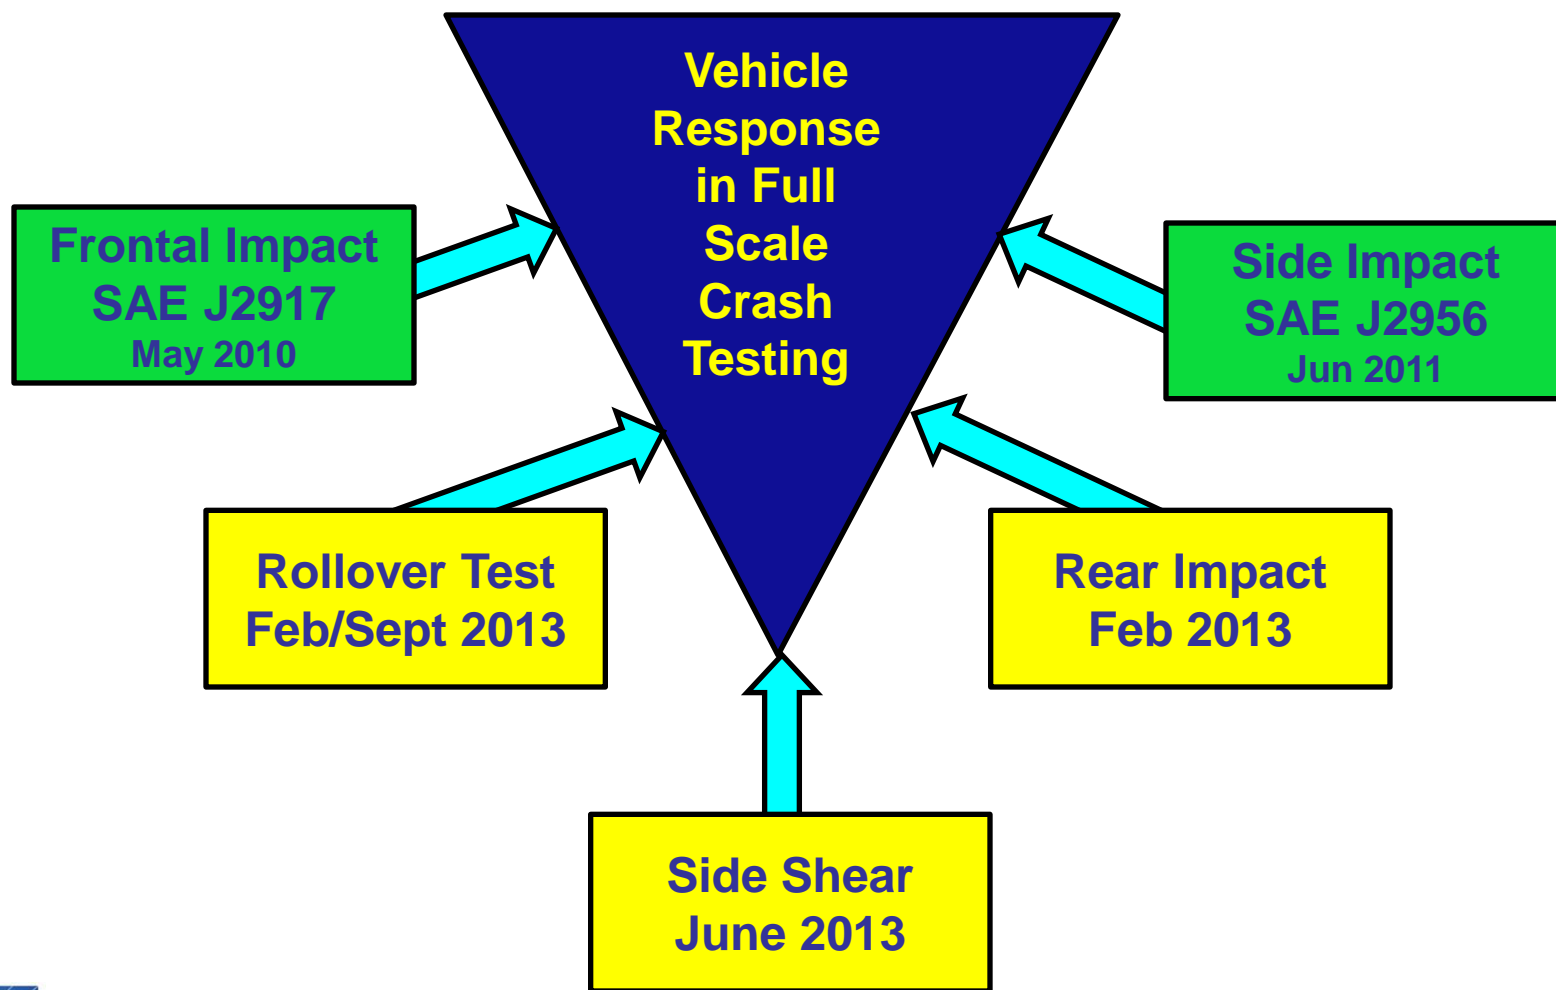 Vehicle
Response
in Full
Scale
Crash
Testing
Frontal Impact
SAE J2917
May 2010
Side Impact
SAE J2956
Jun 2011
Rollover Test
Feb/Sept 2013
Rear Impact
Feb 2013
Side Shear
June 2013